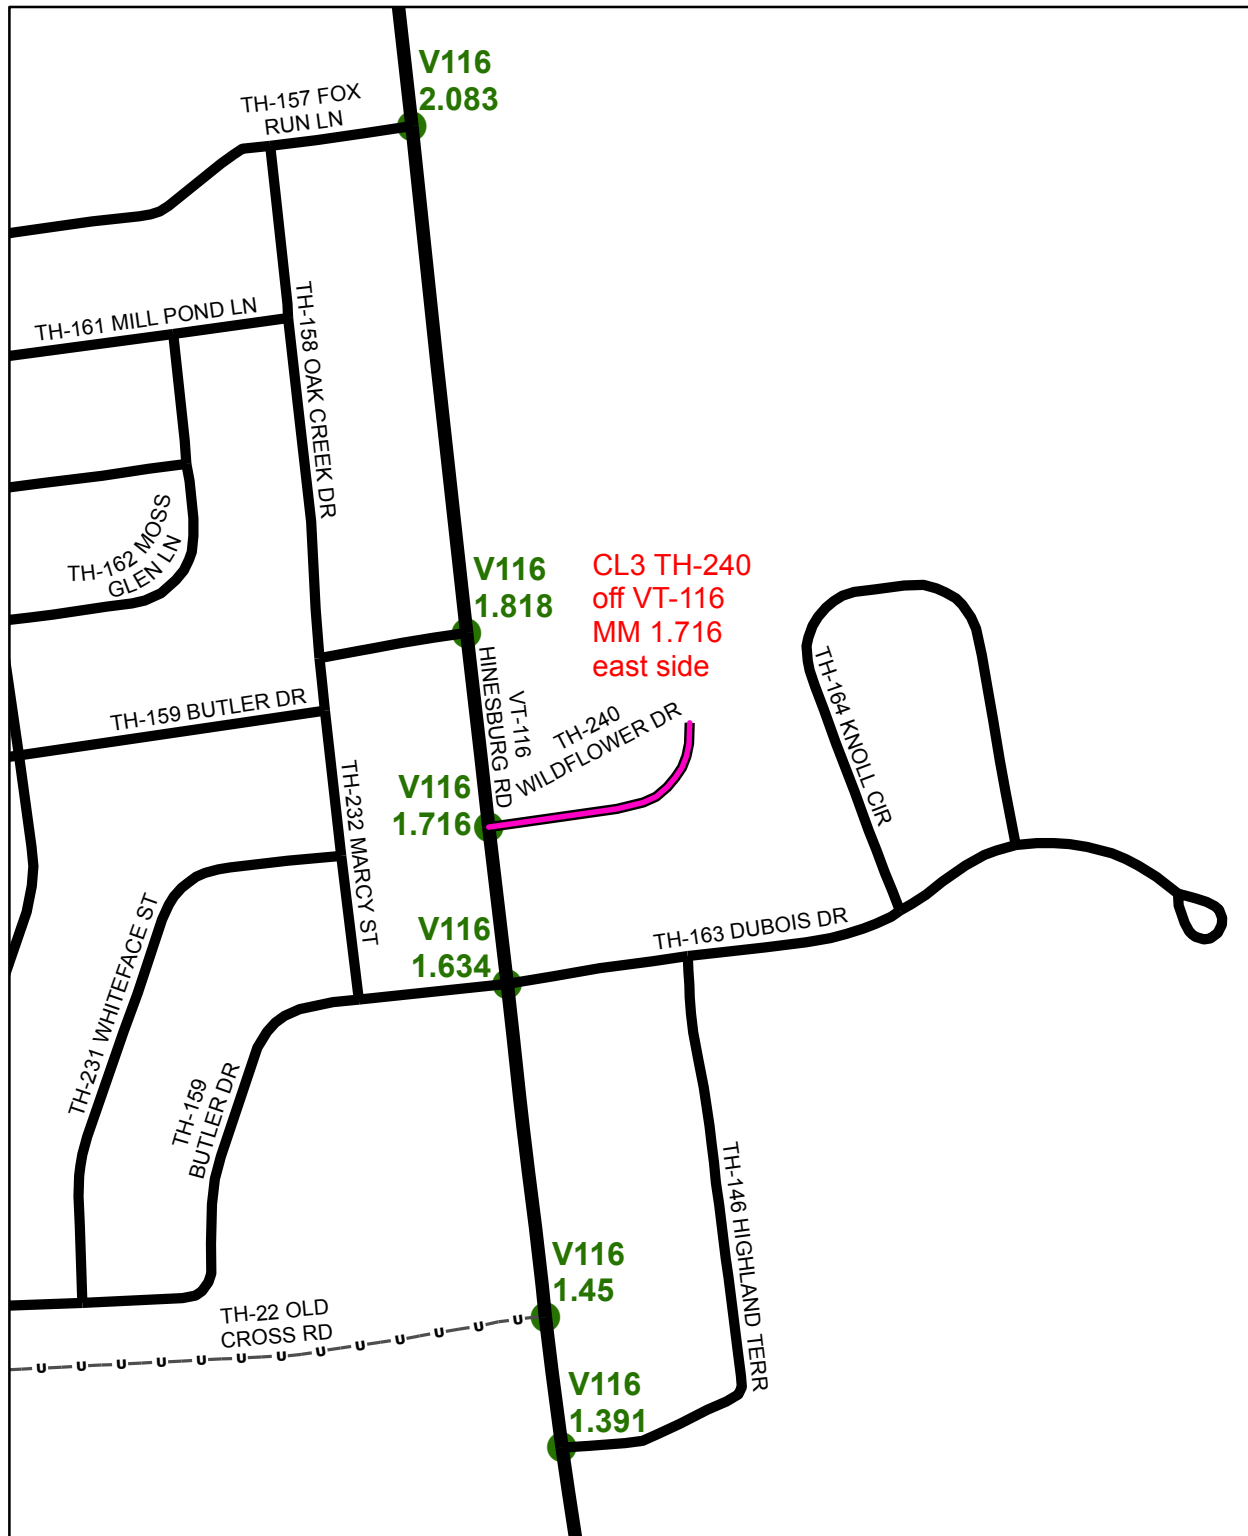 V116
2.083
TH-157 FOX
RUN LN
TH-161 MILL POND LN
TH-158 OAK CREEK DR
TH-162 MOSS
GLEN LN
V116
1.818
CL3 TH-240
off VT-116
MM 1.716
east side
VT-116
HINESBURG RD
TH-240
WILDFLOWER DR
TH-164 KNOLL CIR
TH-159 BUTLER DR
V116
1.716
TH-232 MARCY ST
TH-231 WHITEFACE ST
V116
1.634
TH-163 DUBOIS DR
TH-159
BUTLER DR
TH-146 HIGHLAND TERR
V116
1.45
TH-22 OLD
CROSS RD
U U U U U U U U U U U U U
V116
1.391